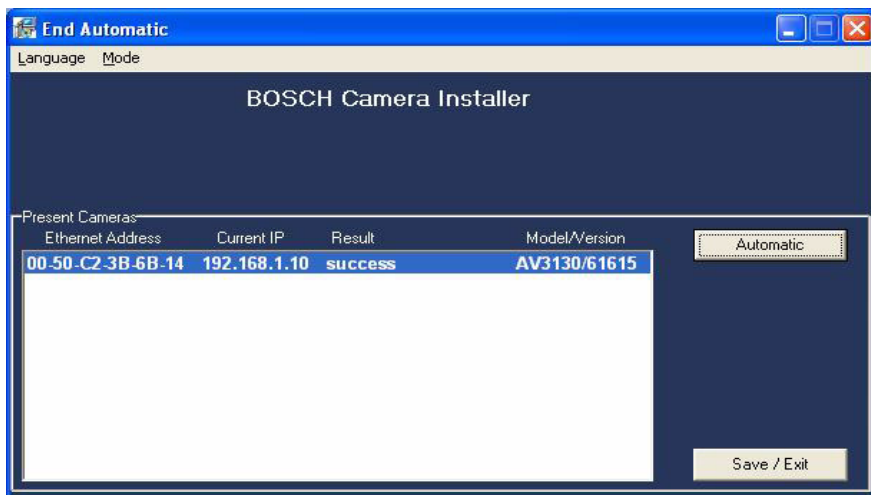 End Automatic
Language Mode
BOSCH Camera Installer
Present Cameras
Ethernet Address Current IP Result Model/Version
00-50-C2-3B-6B-14 192.168.1.10 success AV3130/61615
Automatic
Save / Exit